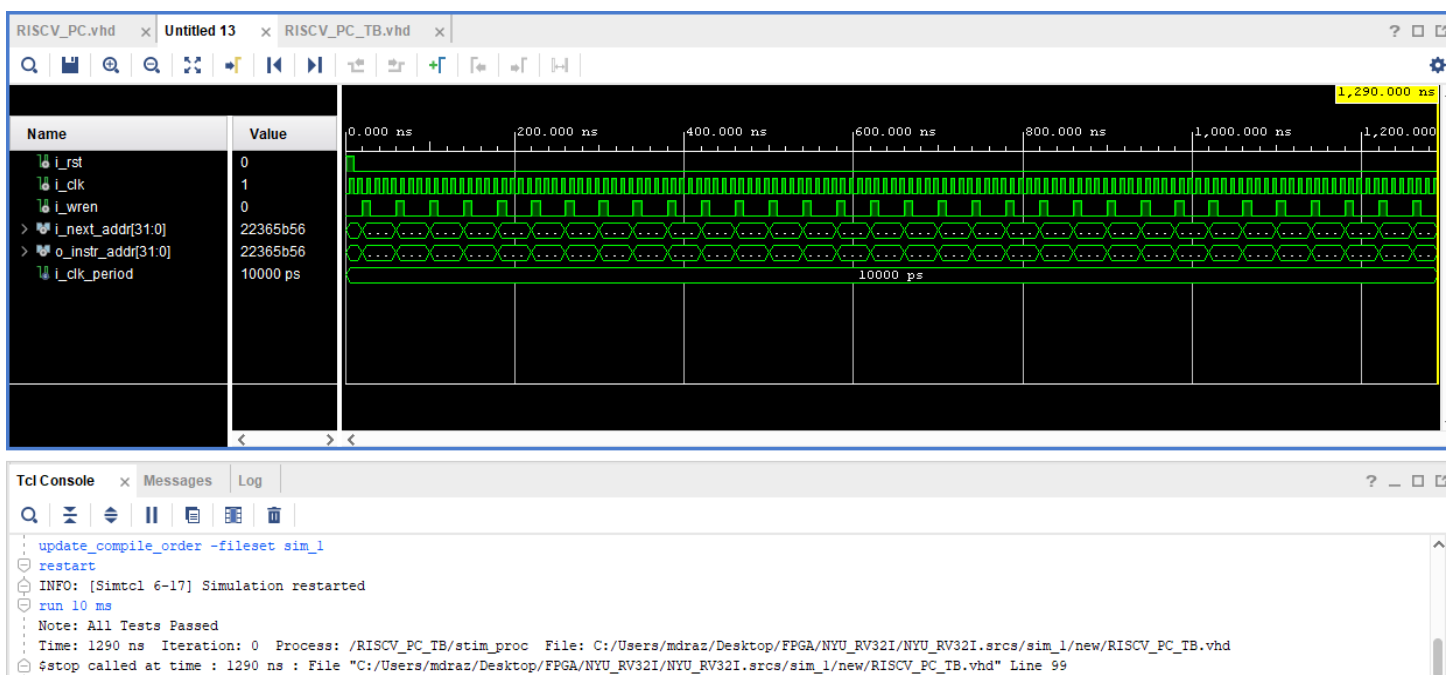 RISCV_PC.vhd × Untitled 13 × RISCV_PC_TB.vhd × ?
1,290.000 ns
Name Value 0.000 ns 200.000 ns 400.000 ns 600.000 ns 800.000 ns 1,000.000 ns 1,200.000
i_rst 0
i_clk 1
i_wren 0
> i_next_addr[31:0] 22365b56 ... ... ... ... ... ... ... ... ... ... ... ... ... ... ... ... ... ... ... ... ... ... ... ... ... ... ... ... ... ... ... ...
> o_instr_addr[31:0] 22365b56 ... ... ... ... ... ... ... ... ... ... ... ... ... ... ... ... ... ... ... ... ... ... ... ... ... ... ... ... ... ... ... ...
i_clk_period 10000 ps 10000 ps
Tcl Console × Messages Log ?
update_compile_order -fileset sim_1
restart
INFO: [Simtcl 6-17] Simulation restarted
run 10 ms
Note: All Tests Passed
Time: 1290 ns Iteration: 0 Process: /RISCV_PC_TB/stim_proc File: C:/Users/mdraz/Desktop/FPGA/NYU_RV32I/NYU_RV32I.srcs/sim_1/new/RISCV_PC_TB.vhd
$stop called at time : 1290 ns : File "C:/Users/mdraz/Desktop/FPGA/NYU_RV32I/NYU_RV32I.srcs/sim_1/new/RISCV_PC_TB.vhd" Line 99